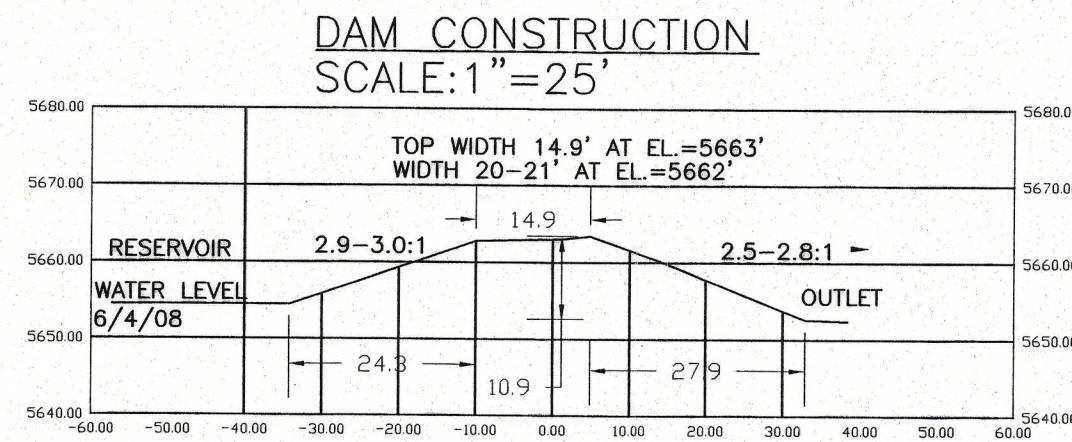 DAM CONSTRUCTION
SCALE:1"=25'
5680.00
5680.0
TOP WIDTH 14.9' AT EL.=5663'
WIDTH 20-21' AT EL.=5662'
5670.00
5670.0
14.9
RESERVOIR
2.9-3.0:1
2.5-2.8:1
5660.00
5660.00
WATER LEVEL
OUTLET
6/4/08
5650.00
5650.00
24.3
10.9
27.9
5640.00
5640.00
-60.00 -50.00 -40.00 -30.00 -20.00 -10.00 0.00 10.00 20.00 30.00 40.00 50.00 60.00